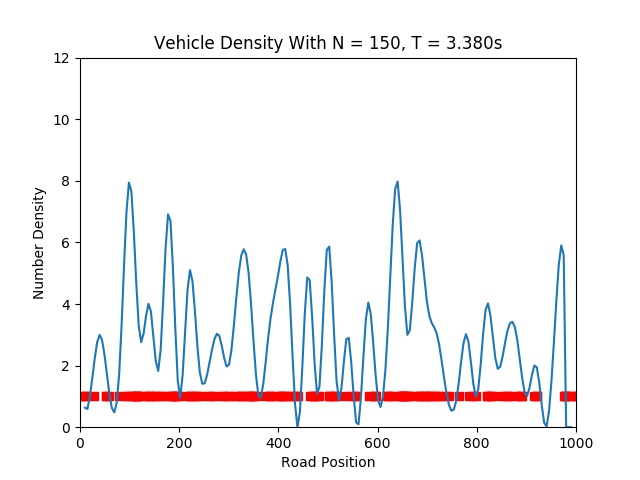 Vehicle Density With N = 150, T = 3.380s
12
10
8
6
4
2
0
Number Density
0 200 400 600 800 1000
Road Position